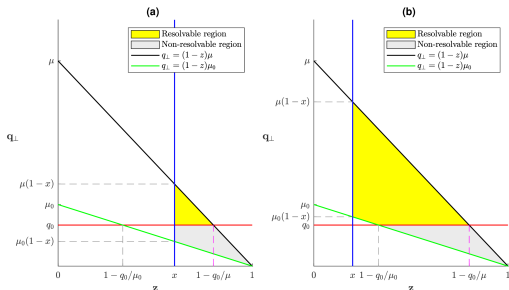 (a)
Resolvable region
Non-resolvable region
q⊥ = (1−z)μ
q⊥ = (1−z)μ₀
μ
q⊥
μ(1−x)
μ₀
q₀
μ₀(1−x)
0
1−q₀/μ₀
x
1−q₀/μ
1
z
(b)
Resolvable region
Non-resolvable region
q⊥ = (1−z)μ
q⊥ = (1−z)μ₀
μ
μ(1−x)
q⊥
μ₀(1−x)
q₀
0
x
1−q₀/μ₀
1−q₀/μ
1
z